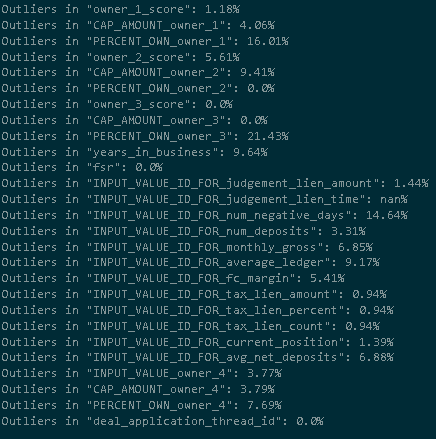 Outliers in "owner_1_score": 1.18%
Outliers in "CAP_AMOUNT_owner_1": 4.06%
Outliers in "PERCENT_OWN_owner_1": 16.01%
Outliers in "owner_2_score": 5.61%
Outliers in "CAP_AMOUNT_owner_2": 9.41%
Outliers in "PERCENT_OWN_owner_2": 0.0%
Outliers in "owner_3_score": 0.0%
Outliers in "CAP_AMOUNT_owner_3": 0.0%
Outliers in "PERCENT_OWN_owner_3": 21.43%
Outliers in "years_in_business": 9.64%
Outliers in "fsr": 0.0%
Outliers in "INPUT_VALUE_ID_FOR_judgement_lien_amount": 1.44%
Outliers in "INPUT_VALUE_ID_FOR_judgement_lien_time": nan%
Outliers in "INPUT_VALUE_ID_FOR_num_negative_days": 14.64%
Outliers in "INPUT_VALUE_ID_FOR_num_deposits": 3.31%
Outliers in "INPUT_VALUE_ID_FOR_monthly_gross": 6.85%
Outliers in "INPUT_VALUE_ID_FOR_average_ledger": 9.17%
Outliers in "INPUT_VALUE_ID_FOR_fc_margin": 5.41%
Outliers in "INPUT_VALUE_ID_FOR_tax_lien_amount": 0.94%
Outliers in "INPUT_VALUE_ID_FOR_tax_lien_percent": 0.94%
Outliers in "INPUT_VALUE_ID_FOR_tax_lien_count": 0.94%
Outliers in "INPUT_VALUE_ID_FOR_current_position": 1.39%
Outliers in "INPUT_VALUE_ID_FOR_avg_net_deposits": 6.88%
Outliers in "INPUT_VALUE_owner_4": 3.77%
Outliers in "CAP_AMOUNT_owner_4": 3.79%
Outliers in "PERCENT_OWN_owner_4": 7.69%
Outliers in "deal_application_thread_id": 0.0%